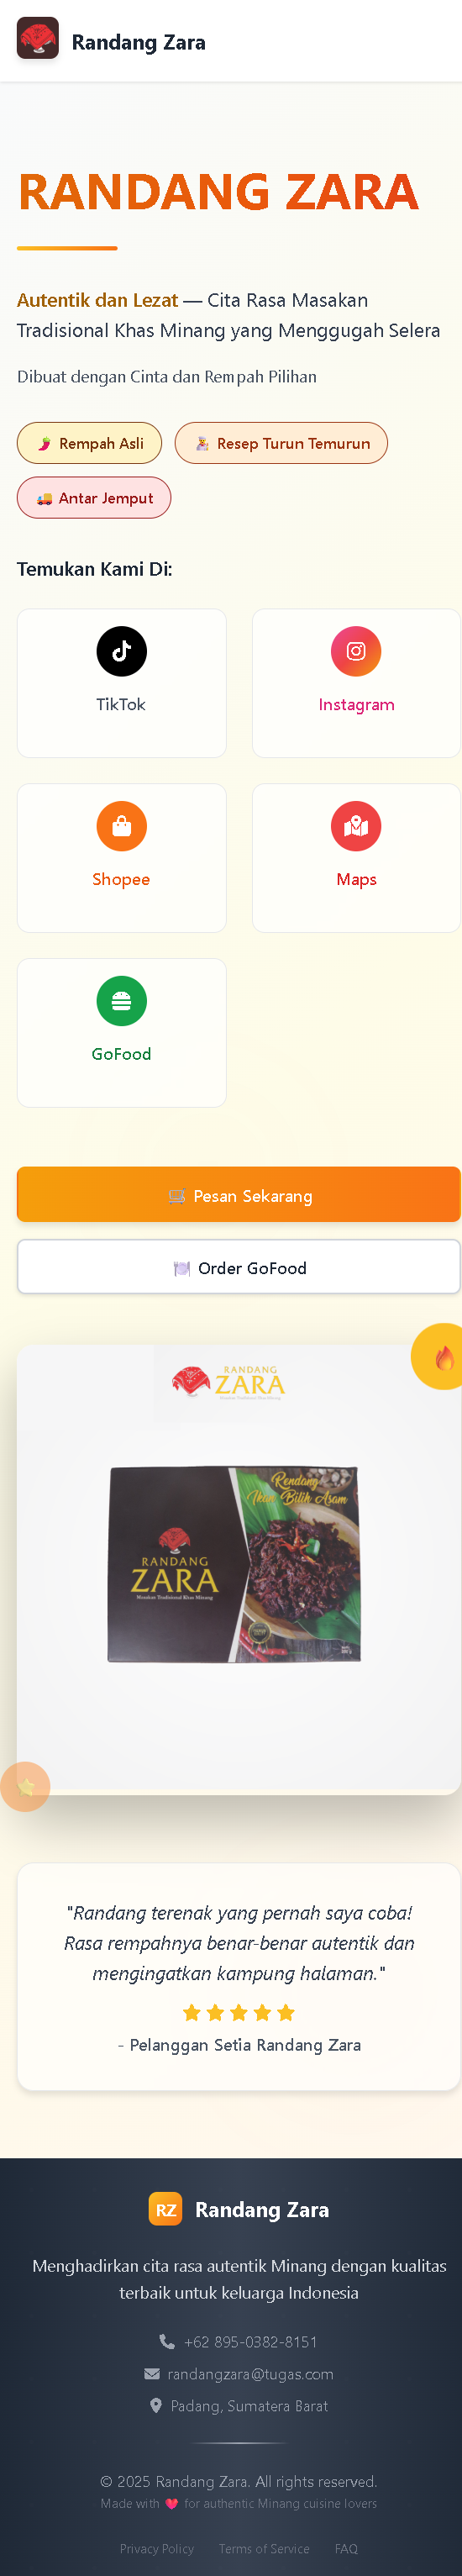 Randang Zara
RANDANG ZARA
Autentik dan Lezat — Cita Rasa Masakan
Tradisional Khas Minang yang Menggugah Selera
Dibuat dengan Cinta dan Rempah Pilihan
🌶️ Rempah Asli
👩‍🍳 Resep Turun Temurun
🚚 Antar Jemput
Temukan Kami Di:
TikTok
Instagram
Shopee
Maps
GoFood
🛒 Pesan Sekarang
🍽️ Order GoFood
RANDANG
ZARA
Rendang
Ikan Bilih Asam
RANDANG
ZARA
Masakan Tradisional Khas Minang
"Randang terenak yang pernah saya coba!
Rasa rempahnya benar-benar autentik dan
mengingatkan kampung halaman."
- Pelanggan Setia Randang Zara
RZ Randang Zara
Menghadirkan cita rasa autentik Minang dengan kualitas
terbaik untuk keluarga Indonesia
+62 895-0382-8151
randangzara@tugas.com
Padang, Sumatera Barat
© 2025 Randang Zara. All rights reserved.
Made with ❤️ for authentic Minang cuisine lovers
Privacy Policy Terms of Service FAQ